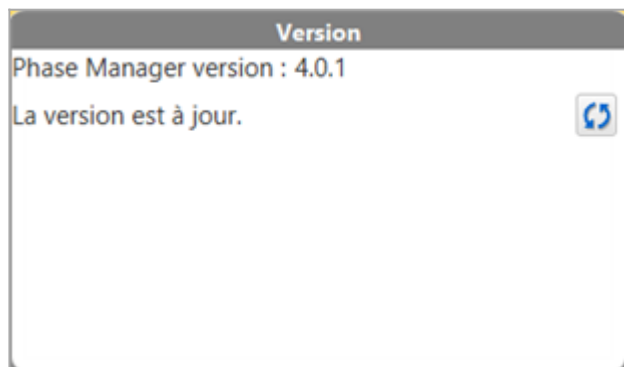 Version
Phase Manager version : 4.0.1
La version est à jour.